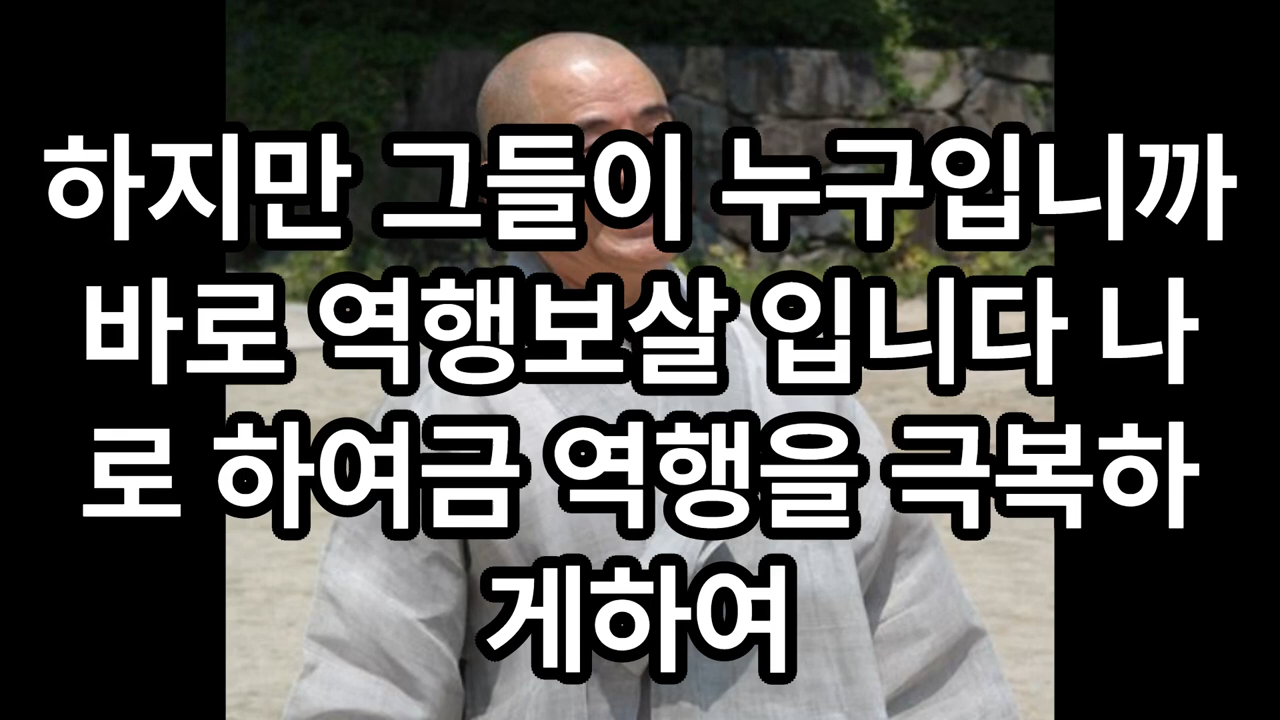 하지만 그들이 누구입니까
바로 역행보살 입니다 나
로 하여금 역행을 극복하
게하여